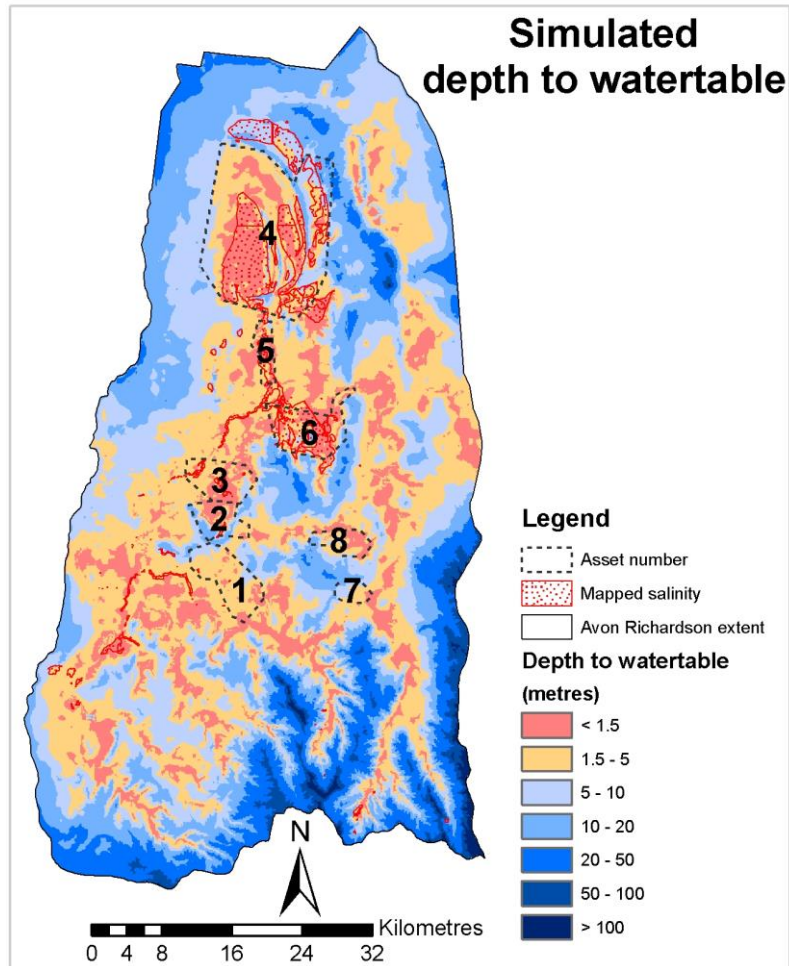 Simulated
depth to watertable
4
5
6
3
2
8
1
7
Legend
Asset number
Mapped salinity
Avon Richardson extent
Depth to watertable
(metres)
< 1.5
1.5 - 5
5 - 10
10 - 20
20 - 50
50 - 100
> 100
N
Kilometres
0 4 8 16 24 32